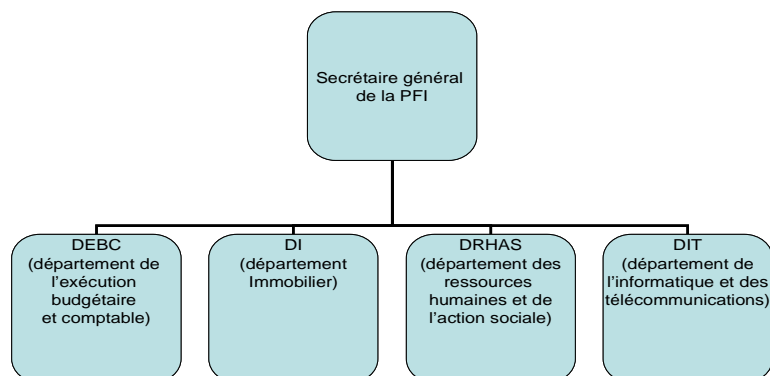 Secrétaire général
de la PFI
DEBC
(département de
l'exécution
budgétaire
et comptable)
DI
(département
Immobilier)
DRHAS
(département des
ressources
humaines et de
l'action sociale)
DIT
(département de
l'informatique et des
télécommunications)